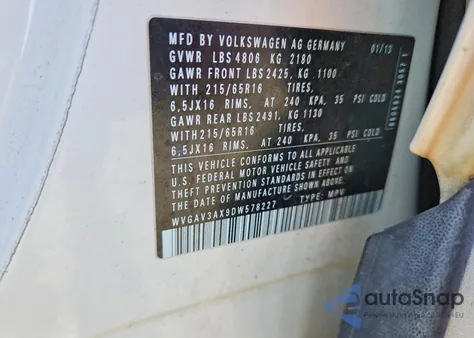 MFD BY VOLKSWAGEN AG GERMANY 01/13
GVWR LBS 4806 KG 2180
GAWR FRONT LBS 2425, KG 1100
WITH 215/65R16 TIRES,
6,5JX16 RIMS, AT 240 KPA, 35 PSI COLD
GAWR REAR LBS 2491, KG 1130
WITH 215/65R16 TIRES,
6,5JX16 RIMS, AT 240 KPA, 35 PSI COLD
THIS VEHICLE CONFORMS TO ALL APPLICABLE
U.S. FEDERAL MOTOR VEHICLE SAFETY AND
THEFT PREVENTION STANDARDS IN EFFECT ON
THE DATE OF MANUFACTURE SHOWN ABOVE.
WVGAV3AX9DW578227 TYPE: MPV
autoSnap